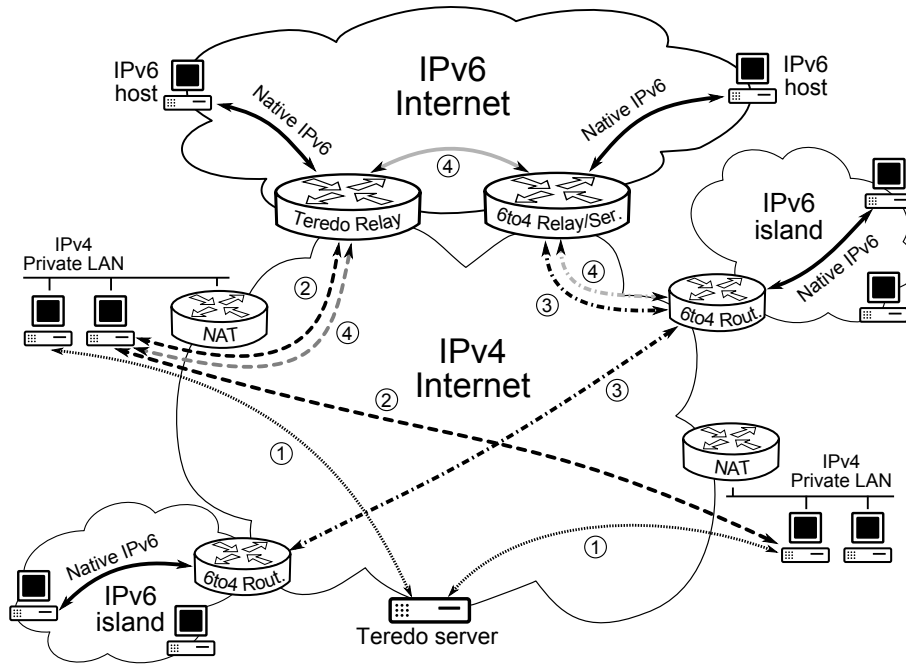 IPv6
host
IPv6
Internet
IPv6
host
Native IPv6
Native IPv6
④
Teredo Relay
6to4 Relay/Ser.
IPv6
island
Native IPv6
IPv4
Private LAN
②
④
③
NAT
6to4 Rout.
④
IPv4
Internet
②
③
①
NAT
IPv4
Private LAN
①
Native IPv6
6to4 Rout.
IPv6
island
Teredo server